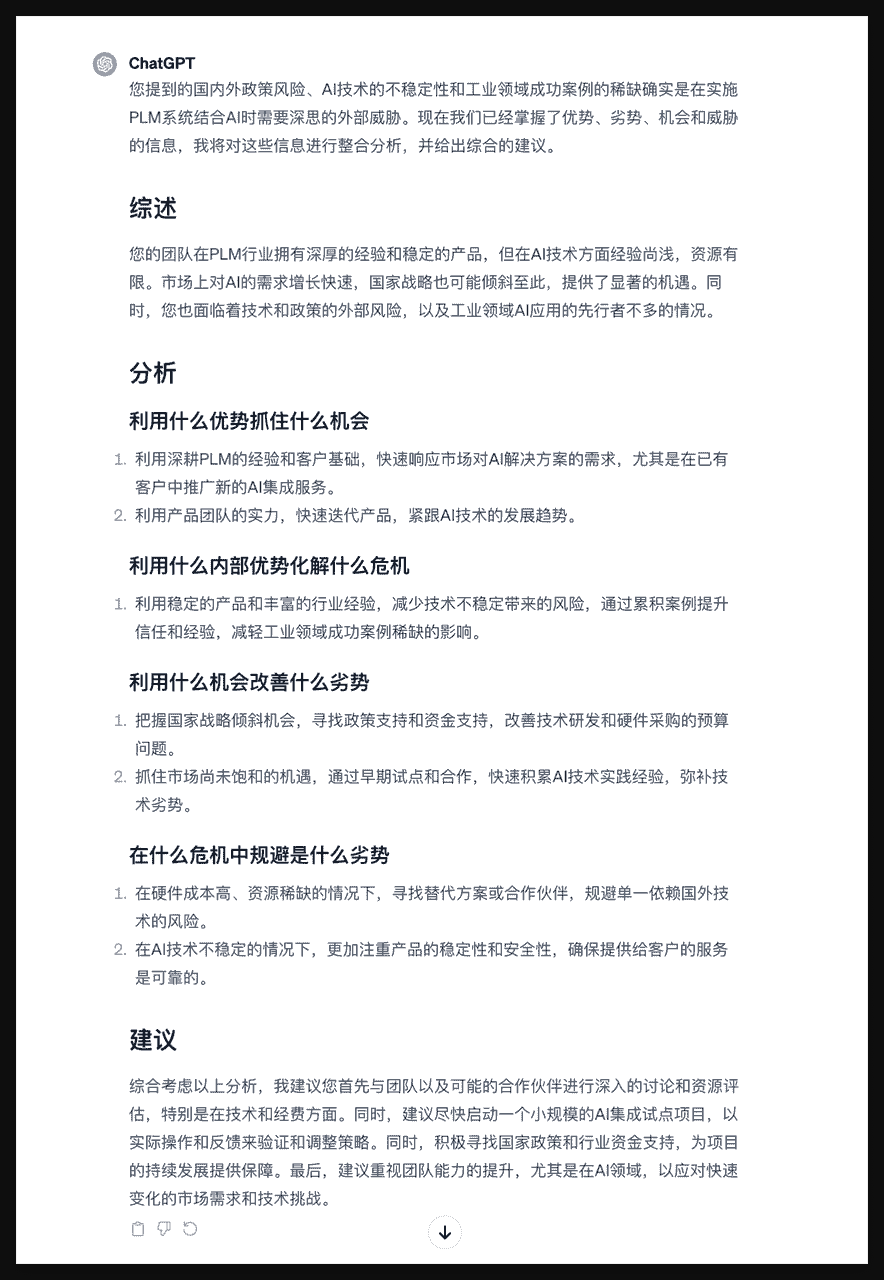 ChatGPT
您提到的国内外政策风险、AI技术的不稳定性和工业领域成功案例的稀缺确实是在实施
PLM系统结合AI时需要深思的外部威胁。现在我们已经掌握了优势、劣势、机会和威胁
的信息，我将对这些信息进行整合分析，并给出综合的建议。
综述
您的团队在PLM行业拥有深厚的经验和稳定的产品，但在AI技术方面经验尚浅，资源有
限。市场上对AI的需求增长快速，国家战略也可能倾斜至此，提供了显著的机遇。同
时，您也面临着技术和政策的外部风险，以及工业领域AI应用的先行者不多的情况。
分析
利用什么优势抓住什么机会
1. 利用深耕PLM的经验和客户基础，快速响应市场对AI解决方案的需求，尤其是在已有
客户中推广新的AI集成服务。
2. 利用产品团队的实力，快速迭代产品，紧跟AI技术的发展趋势。
利用什么内部优势化解什么危机
1. 利用稳定的产品和丰富的行业经验，减少技术不稳定带来的风险，通过累积案例提升
信任和经验，减轻工业领域成功案例稀缺的影响。
利用什么机会改善什么劣势
1. 把握国家战略倾斜机会，寻找政策支持和资金支持，改善技术研发和硬件采购的预算
问题。
2. 抓住市场尚未饱和的机遇，通过早期试点和合作，快速积累AI技术实践经验，弥补技
术劣势。
在什么危机中规避是什么劣势
1. 在硬件成本高、资源稀缺的情况下，寻找替代方案或合作伙伴，规避单一依赖国外技
术的风险。
2. 在AI技术不稳定的情况下，更加注重产品的稳定性和安全性，确保提供给客户的服务
是可靠的。
建议
综合考虑以上分析，我建议您首先与团队以及可能的合作伙伴进行深入的讨论和资源评
估，特别是在技术和经费方面。同时，建议尽快启动一个小规模的AI集成试点项目，以
实际操作和反馈来验证和调整策略。同时，积极寻找国家政策和行业资金支持，为项目
的持续发展提供保障。最后，建议重视团队能力的提升，尤其是在AI领域，以应对快速
变化的市场需求和技术挑战。